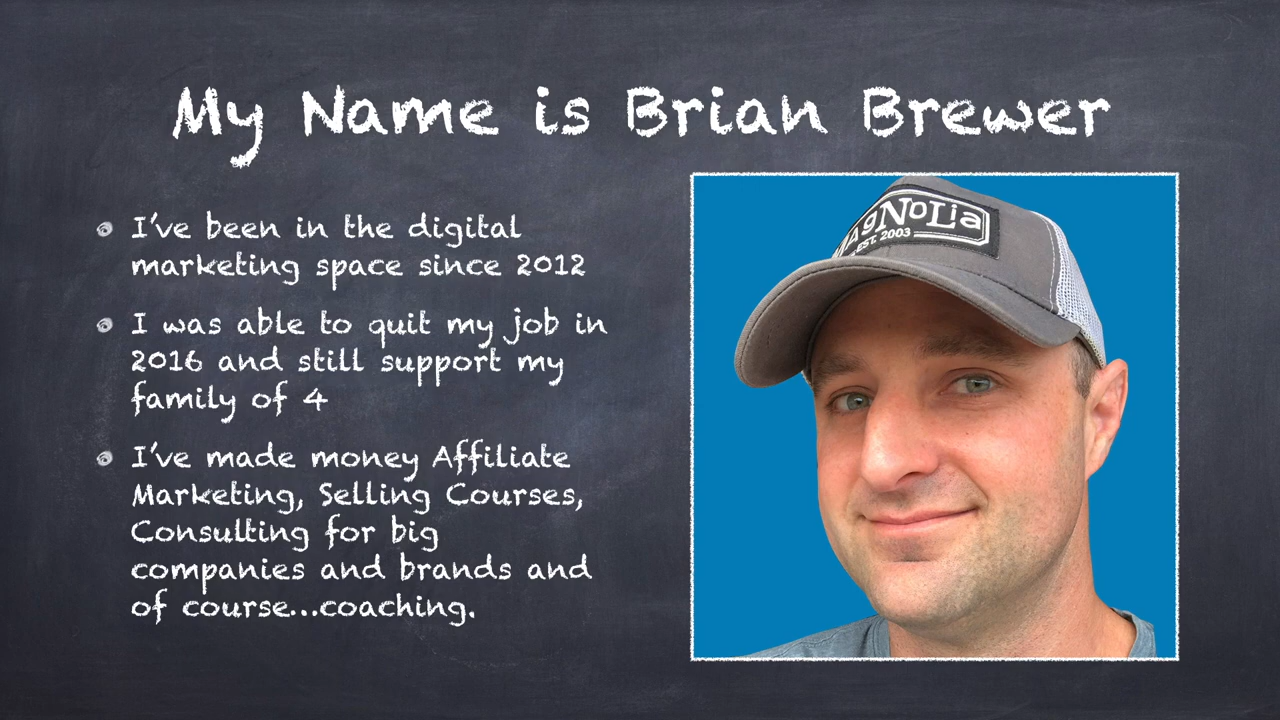 My Name is Brian Brewer
I've been in the digital
marketing space since 2012
I was able to quit my job in
2016 and still support my
family of 4
I've made money Affiliate
Marketing, Selling Courses,
Consulting for big
companies and brands and
of course...coaching.
MAgNoLia
EST. 2003